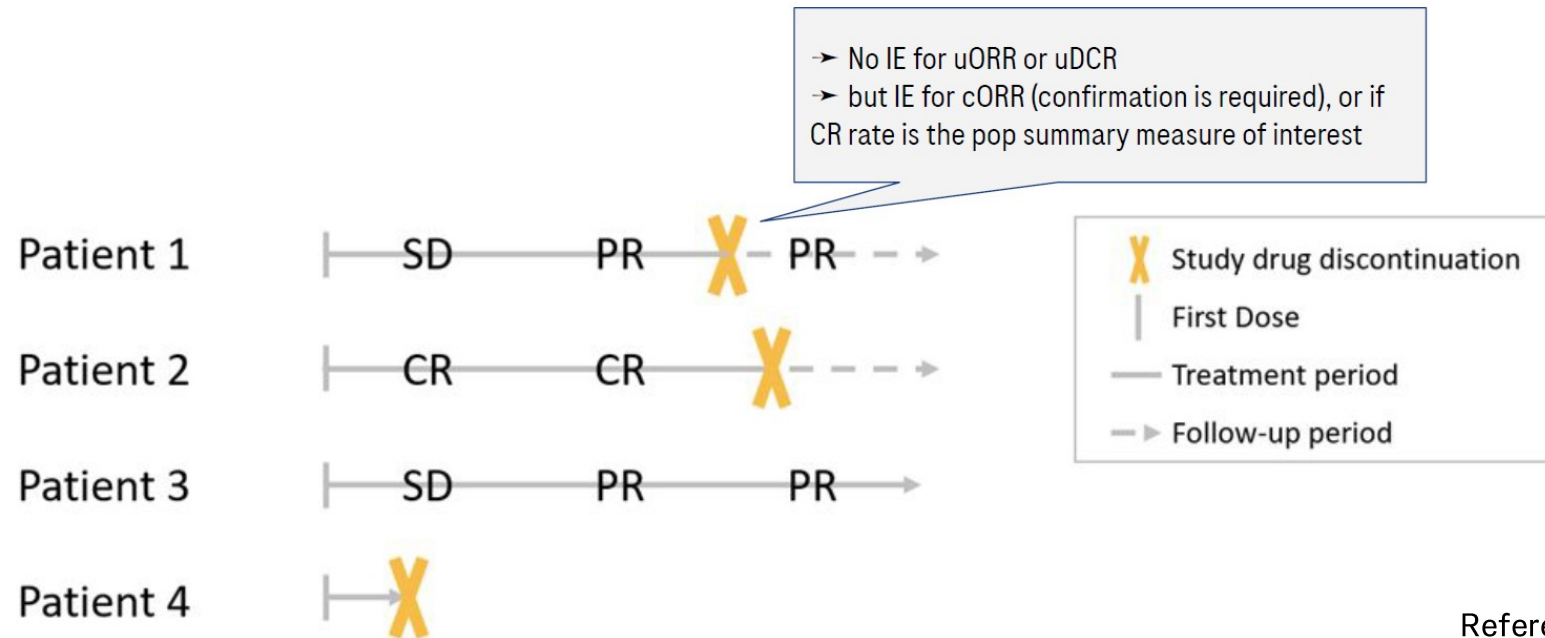 ➛ No IE for uORR or uDCR
➛ but IE for cORR (confirmation is required), or if
CR rate is the pop summary measure of interest
Patient 1 SD PR PR
Patient 2 CR CR
Patient 3 SD PR PR
Patient 4
Study drug discontinuation
First Dose
Treatment period
Follow-up period